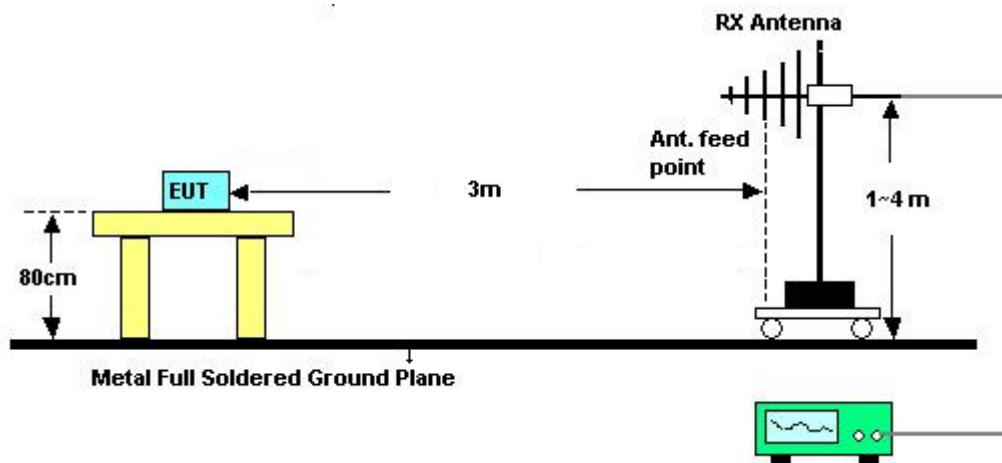 RX Antenna
Ant. feed
point
EUT
3m
1~4 m
80cm
Metal Full Soldered Ground Plane